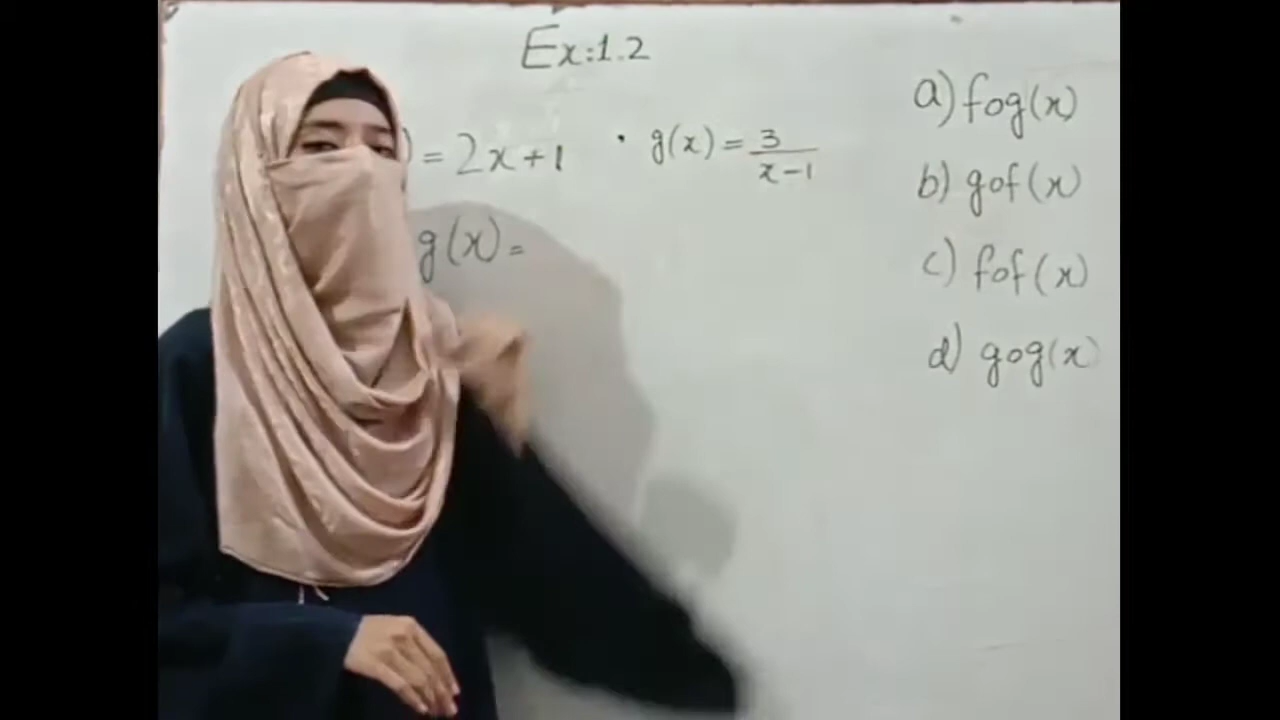 Ex:1.2
) = 2x+1 • g(x) = 3/(x-1)
g(x) =
a) fog(x)
b) gof(x)
c) fof(x)
d) gog(x)